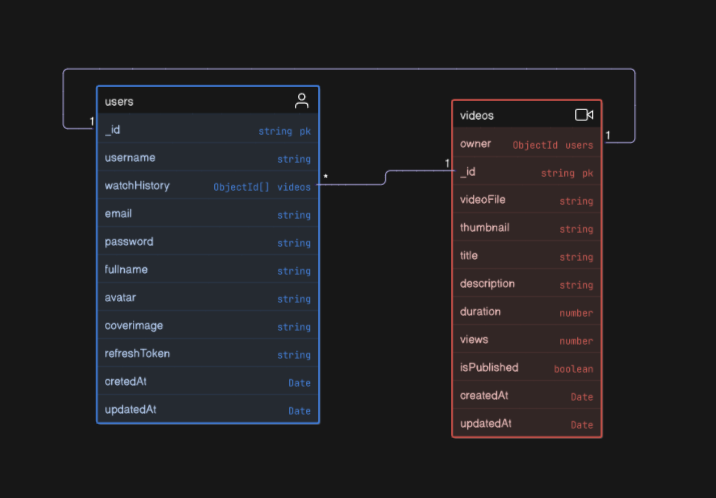 users
1
_id string pk
username string
watchHistory ObjectId[] videos
*
email string
password string
fullname string
avatar string
coverimage string
refreshToken string
cretedAt Date
updatedAt Date
videos
owner ObjectId users
1
1
_id string pk
videoFile string
thumbnail string
title string
description string
duration number
views number
isPublished boolean
createdAt Date
updatedAt Date